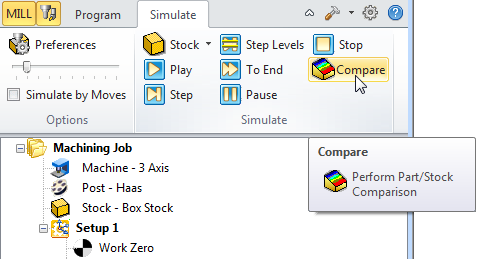 MILL Program Simulate
Preferences
Simulate by Moves
Options
Stock Step Levels Stop
Play To End Compare
Step Pause
Simulate
Machining Job
Machine - 3 Axis
Post - Haas
Stock - Box Stock
Setup 1
Work Zero
Compare
Perform Part/Stock
Comparison